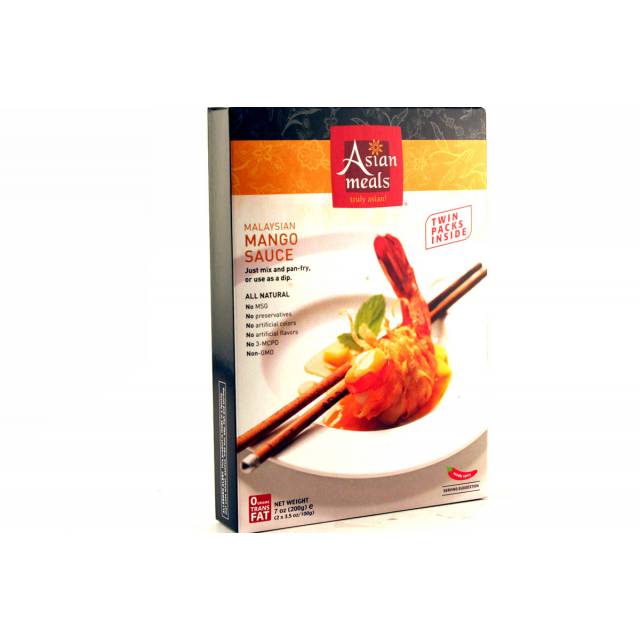 Asian
meals
truly asian!
TWIN
PACKS
INSIDE
MALAYSIAN
MANGO
SAUCE
Just mix and pan-fry,
or use as a dip.
ALL NATURAL
No MSG
No preservatives
No artificial colors
No artificial flavors
No 3-MCPD
Non-GMO
SERVING SUGGESTION
0 GRAMS
TRANS
FAT
NET WEIGHT
7 oz (200g) e
(2 x 3.5 oz/100g)